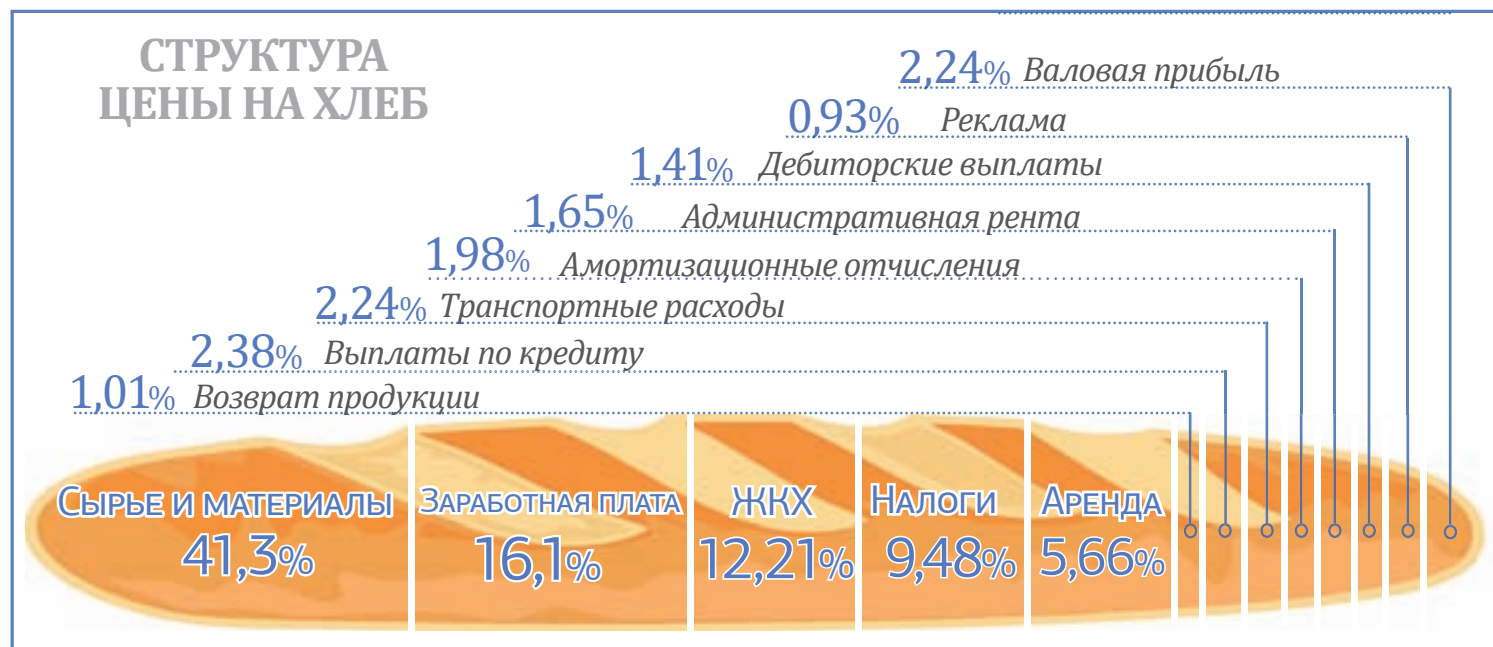 СТРУКТУРА
ЦЕНЫ НА ХЛЕБ
2,24% Валовая прибыль
0,93% Реклама
1,41% Дебиторские выплаты
1,65% Административная рента
1,98% Амортизационные отчисления
2,24% Транспортные расходы
2,38% Выплаты по кредиту
1,01% Возврат продукции
Сырье и материалы
41,3%
Заработная плата
16,1%
ЖКХ
12,21%
Налоги
9,48%
Аренда
5,66%